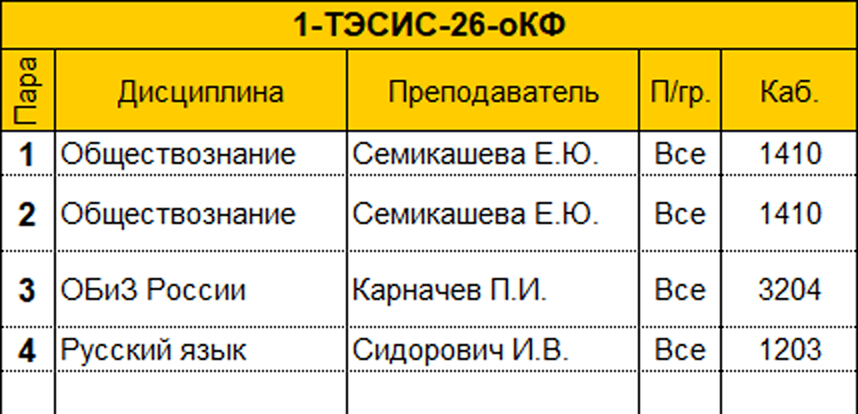 1-ТЭСИС-26-оКФ
Пара Дисциплина Преподаватель П/гр. Каб.
1 Обществознание Семикашева Е.Ю. Все 1410
2 Обществознание Семикашева Е.Ю. Все 1410
3 ОБиЗ России Карначев П.И. Все 3204
4 Русский язык Сидорович И.В. Все 1203